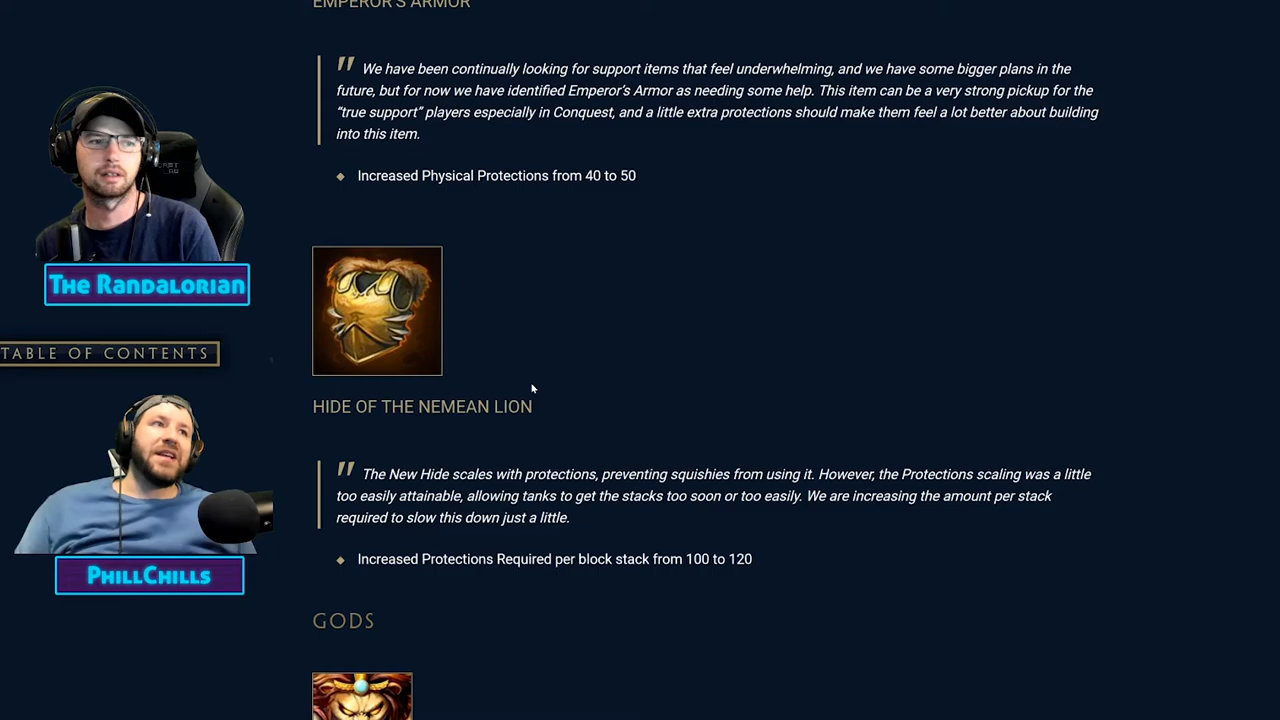 EMPEROR'S ARMOR
" We have been continually looking for support items that feel underwhelming, and we have some bigger plans in the
future, but for now we have identified Emperor's Armor as needing some help. This item can be a very strong pickup for the
“true support” players especially in Conquest, and a little extra protections should make them feel a lot better about building
into this item.
Increased Physical Protections from 40 to 50
The Randalorian
TABLE OF CONTENTS
HIDE OF THE NEMEAN LION
" The New Hide scales with protections, preventing squishies from using it. However, the Protections scaling was a little
too easily attainable, allowing tanks to get the stacks too soon or too easily. We are increasing the amount per stack
required to slow this down just a little.
Increased Protections Required per block stack from 100 to 120
PhillChills
GODS